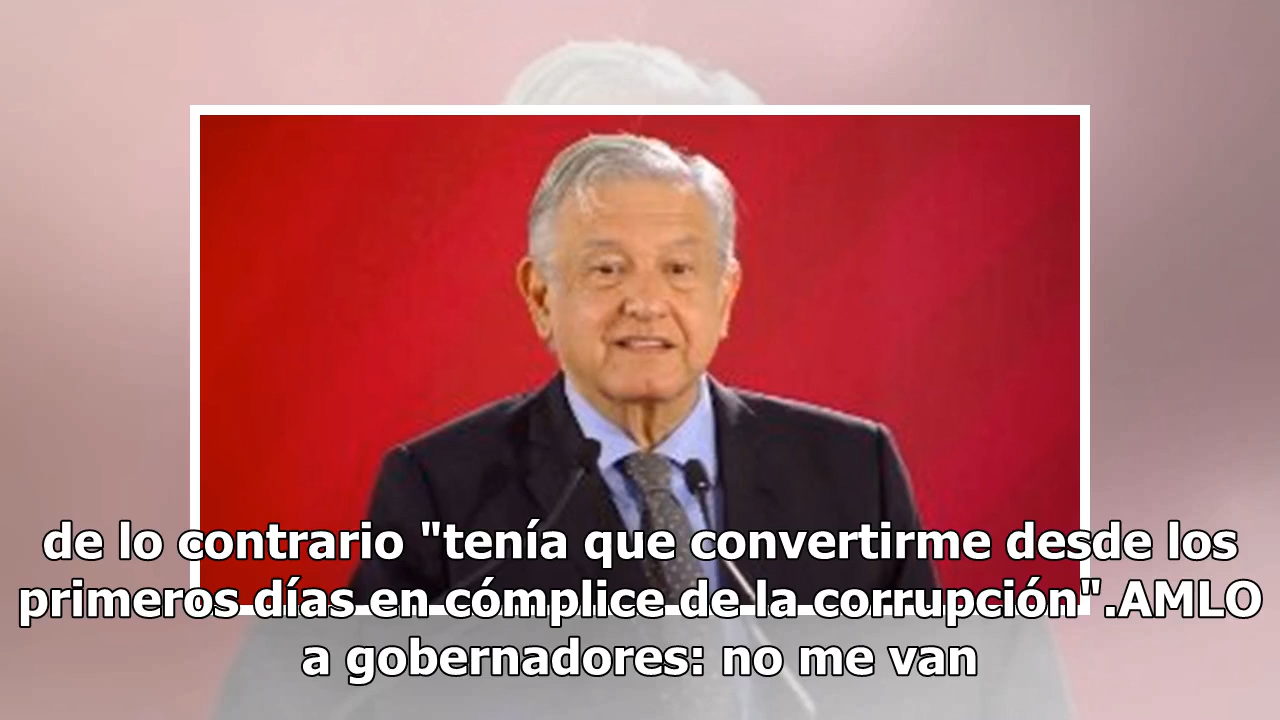 de lo contrario "tenía que convertirme desde los
primeros días en cómplice de la corrupción".AMLO
a gobernadores: no me van